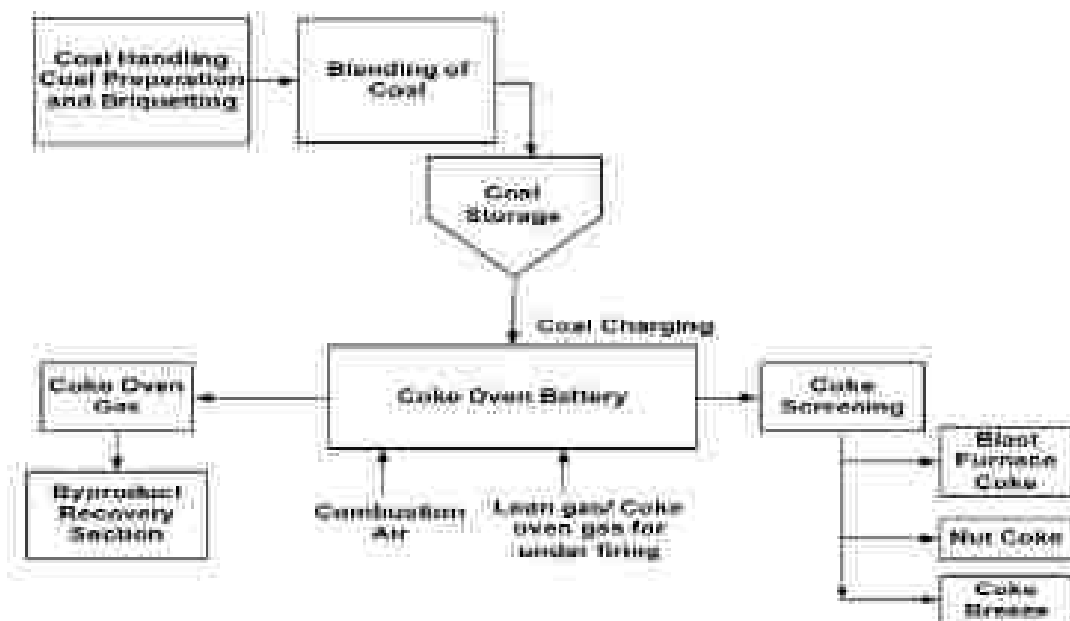 Coal Handling
Coal Preperation
and Briquetting
Blending of
Coal
Coal
Storage
Coal Charging
Coke Oven
Gas
Coke Oven Battery
Coke
Screening
Blast
Furnace
Coke
Byproduct
Recovery
Section
Combustion
Air
Lean gas/ Coke
oven gas for
under firing
Nut Coke
Coke
Breeze